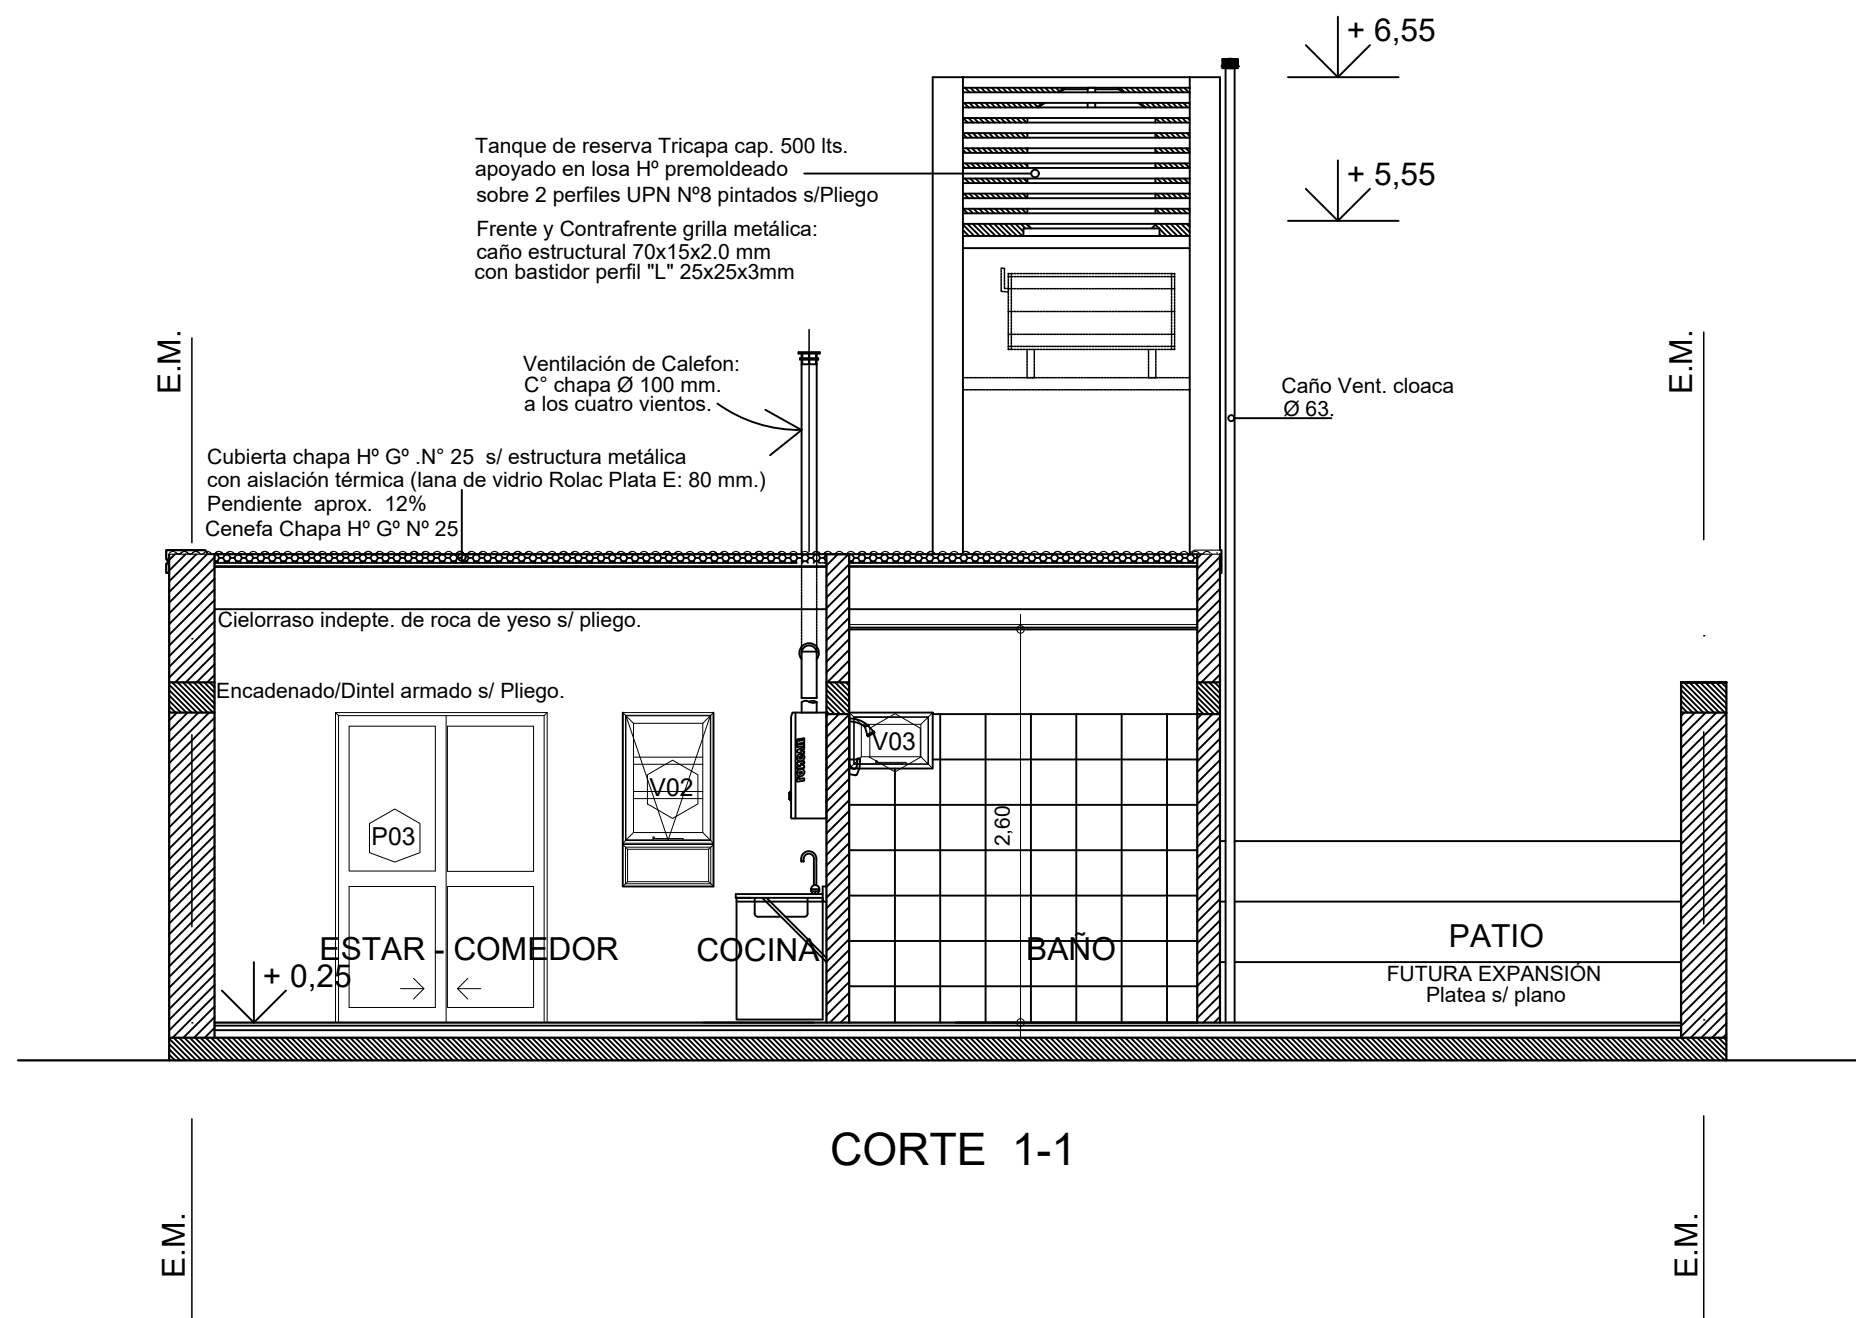 + 6,55
Tanque de reserva Tricapa cap. 500 lts.
apoyado en losa Hº premoldeado
sobre 2 perfiles UPN Nº8 pintados s/Pliego
+ 5,55
Frente y Contrafrente grilla metálica:
caño estructural 70x15x2.0 mm
con bastidor perfil "L" 25x25x3mm
E.M.
E.M.
Ventilación de Calefon:
C° chapa Ø 100 mm.
a los cuatro vientos.
Caño Vent. cloaca
Ø 63.
Cubierta chapa Hº Gº .N° 25 s/ estructura metálica
con aislación térmica (lana de vidrio Rolac Plata E: 80 mm.)
Pendiente aprox. 12%
Cenefa Chapa Hº Gº Nº 25
Cielorraso indepte. de roca de yeso s/ pliego.
Encadenado/Dintel armado s/ Pliego.
V03
V02
P03
2,60
ESTAR - COMEDOR
COCINA
BAÑO
PATIO
FUTURA EXPANSIÓN
Platea s/ plano
+ 0,25
CORTE 1-1
E.M.
E.M.